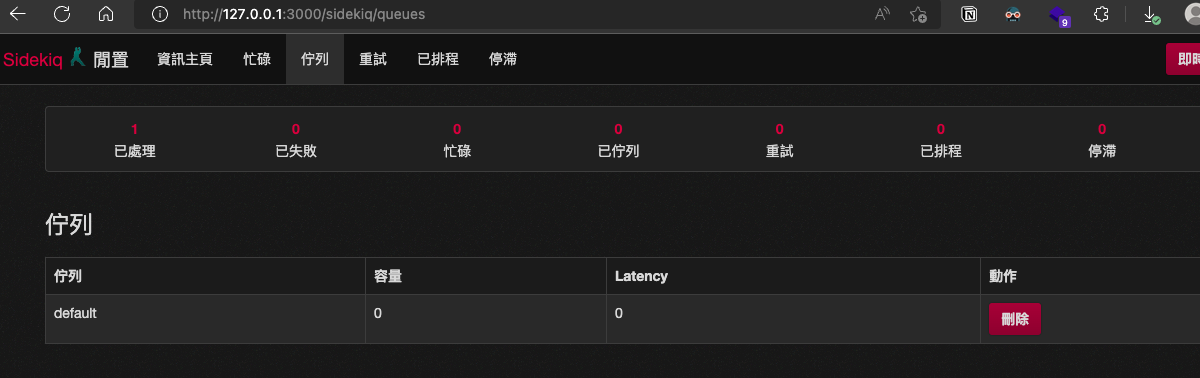 http://127.0.0.1:3000/sidekiq/queues
9
Sidekiq 閒置 資訊主頁 忙碌 佇列 重試 已排程 停滯
1 0 0 0 0 0 0
已處理 已失敗 忙碌 已佇列 重試 已排程 停滯
佇列
佇列 容量 Latency 動作
default 0 0 刪除